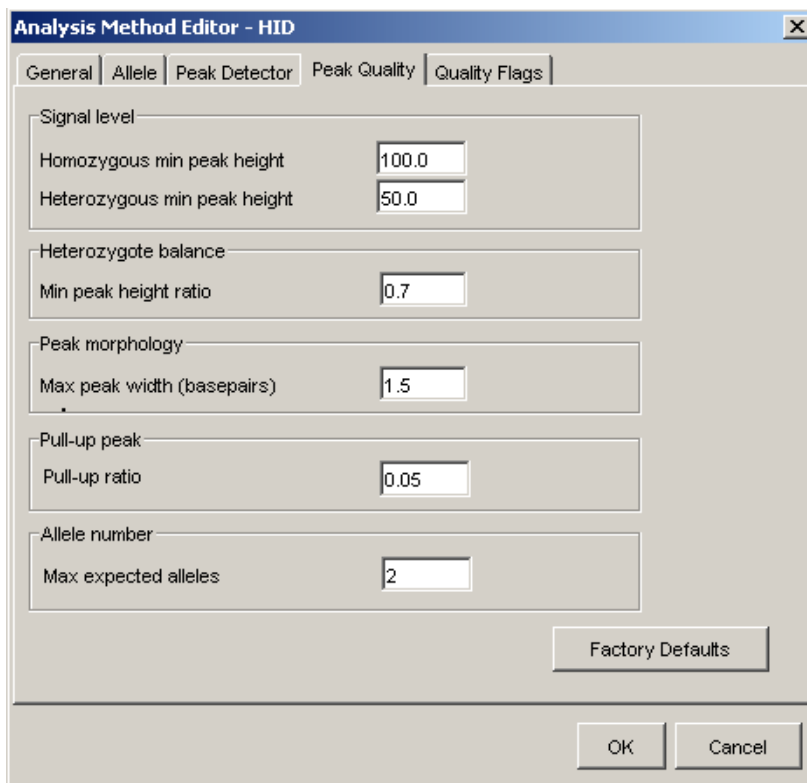 Analysis Method Editor - HID
General Allele Peak Detector Peak Quality Quality Flags
Signal level
Homozygous min peak height 100.0
Heterozygous min peak height 50.0
Heterozygote balance
Min peak height ratio 0.7
Peak morphology
Max peak width (basepairs) 1.5
Pull-up peak
Pull-up ratio 0.05
Allele number
Max expected alleles 2
Factory Defaults
OK Cancel